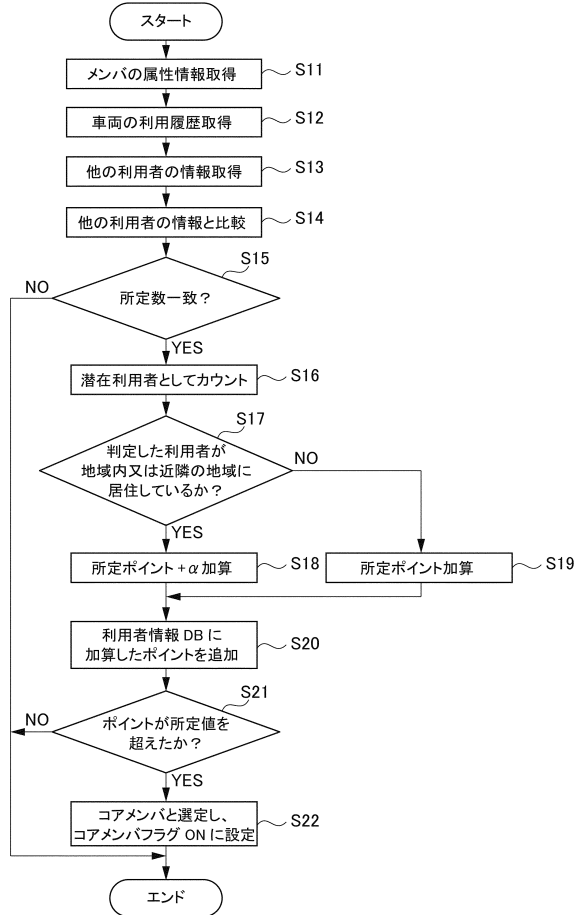 スタート
メンバの属性情報取得
S11
車両の利用履歴取得
S12
他の利用者の情報取得
S13
他の利用者の情報と比較
S14
S15
NO
所定数一致？
YES
潜在利用者としてカウント
S16
S17
判定した利用者が
地域内又は近隣の地域に
居住しているか？
NO
YES
所定ポイント+α加算
S18
所定ポイント加算
S19
利用者情報DBに
加算したポイントを追加
S20
S21
NO
ポイントが所定値を
超えたか？
YES
コアメンバと選定し、
コアメンバフラグONに設定
S22
エンド